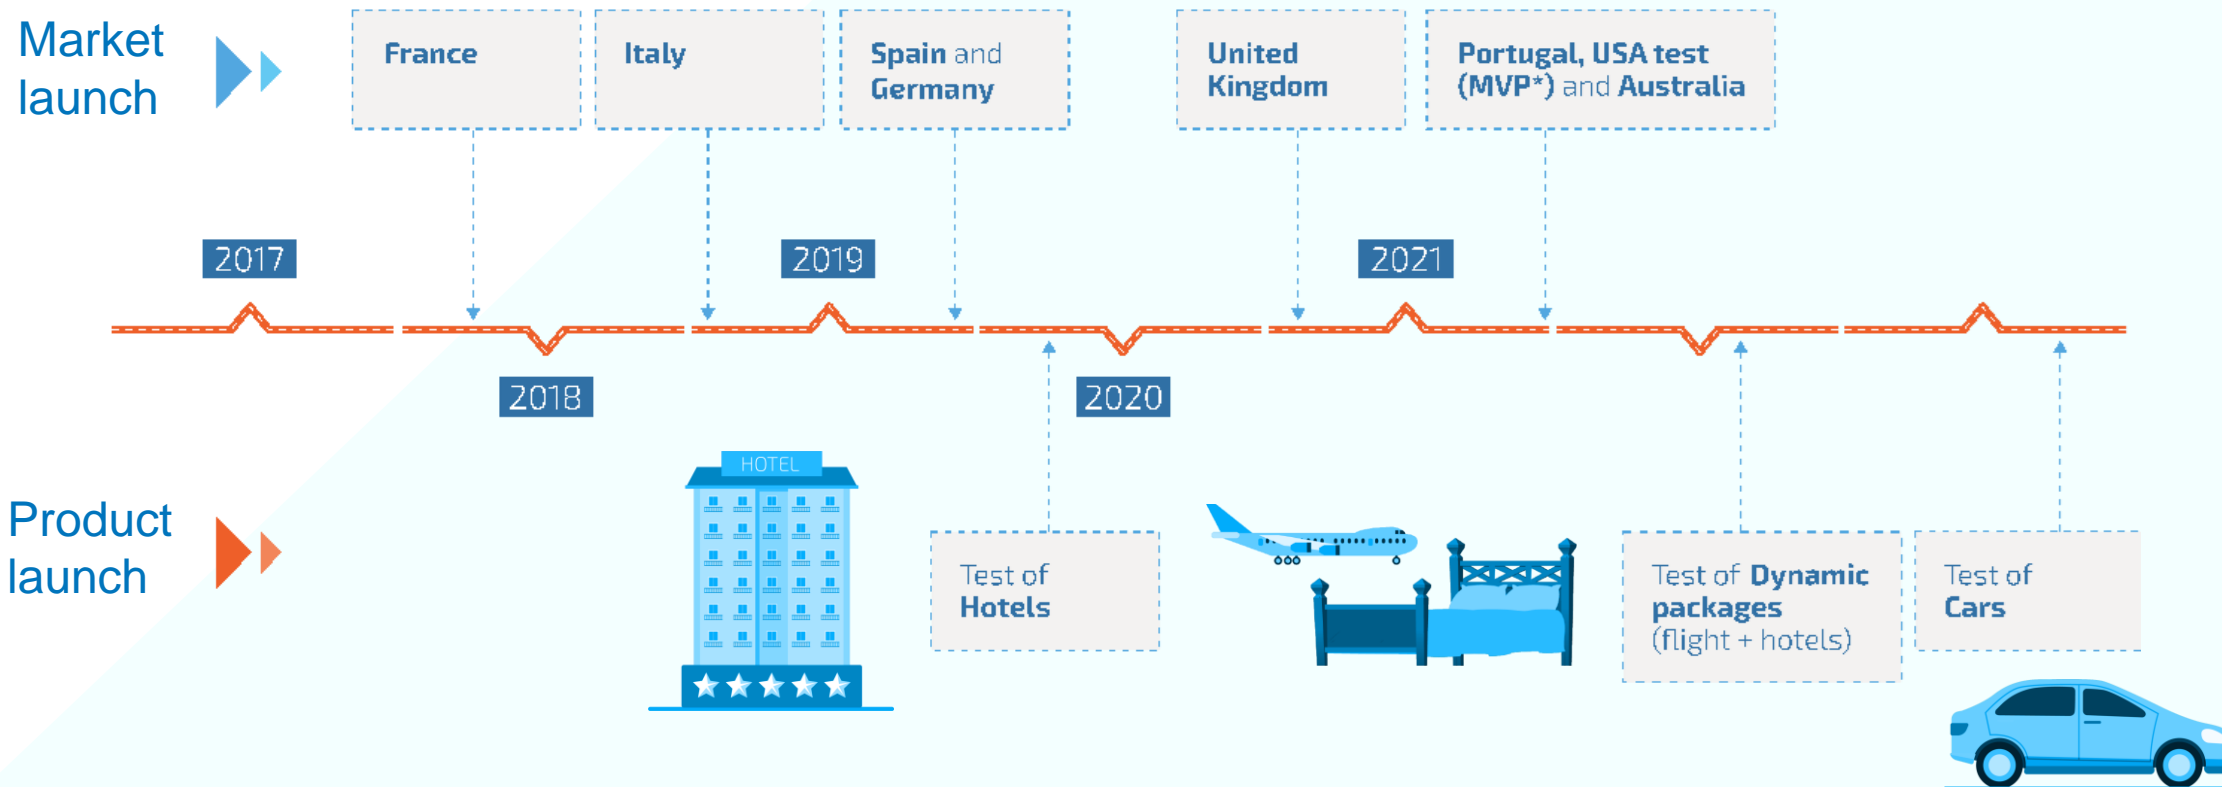 Market
launch
France
Italy
Spain and
Germany
United
Kingdom
Portugal, USA test
(MVP*) and Australia
2017
2019
2021
2018
2020
HOTEL
Product
launch
Test of
Hotels
Test of Dynamic
packages
(flight + hotels)
Test of
Cars